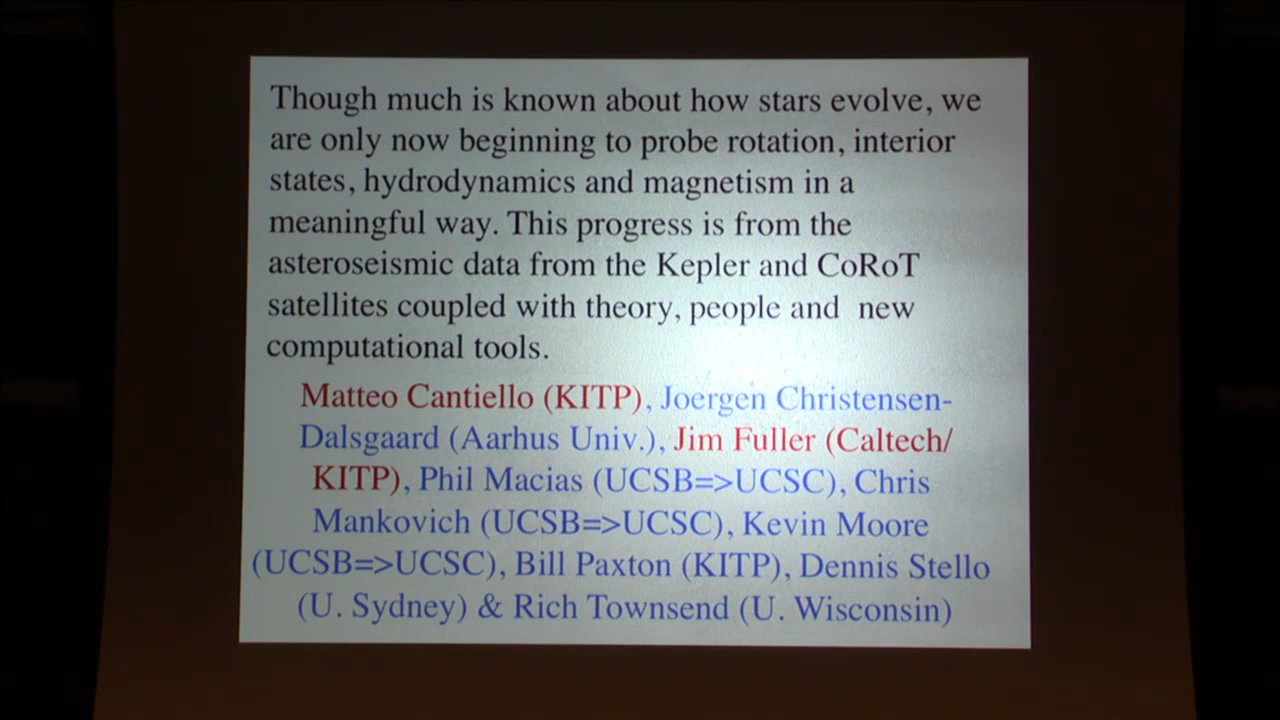 Though much is known about how stars evolve, we
are only now beginning to probe rotation, interior
states, hydrodynamics and magnetism in a
meaningful way. This progress is from the
asteroseismic data from the Kepler and CoRoT
satellites coupled with theory, people and new
computational tools.
Matteo Cantiello (KITP), Joergen Christensen-
Dalsgaard (Aarhus Univ.), Jim Fuller (Caltech/
KITP), Phil Macias (UCSB=>UCSC), Chris
Mankovich (UCSB=>UCSC), Kevin Moore
(UCSB=>UCSC), Bill Paxton (KITP), Dennis Stello
(U. Sydney) & Rich Townsend (U. Wisconsin)